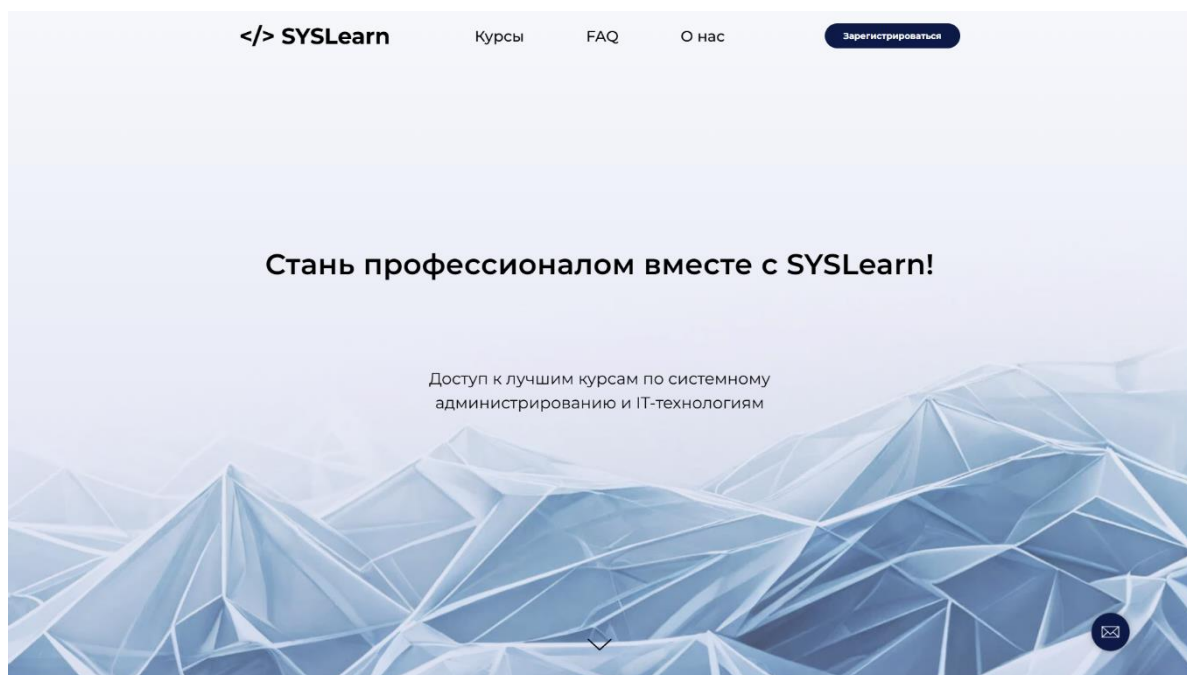 </> SYSLearn
Курсы
FAQ
О нас
Зарегистрироваться
Стань профессионалом вместе с SYSLearn!
Доступ к лучшим курсам по системному
администрированию и IT-технологиям